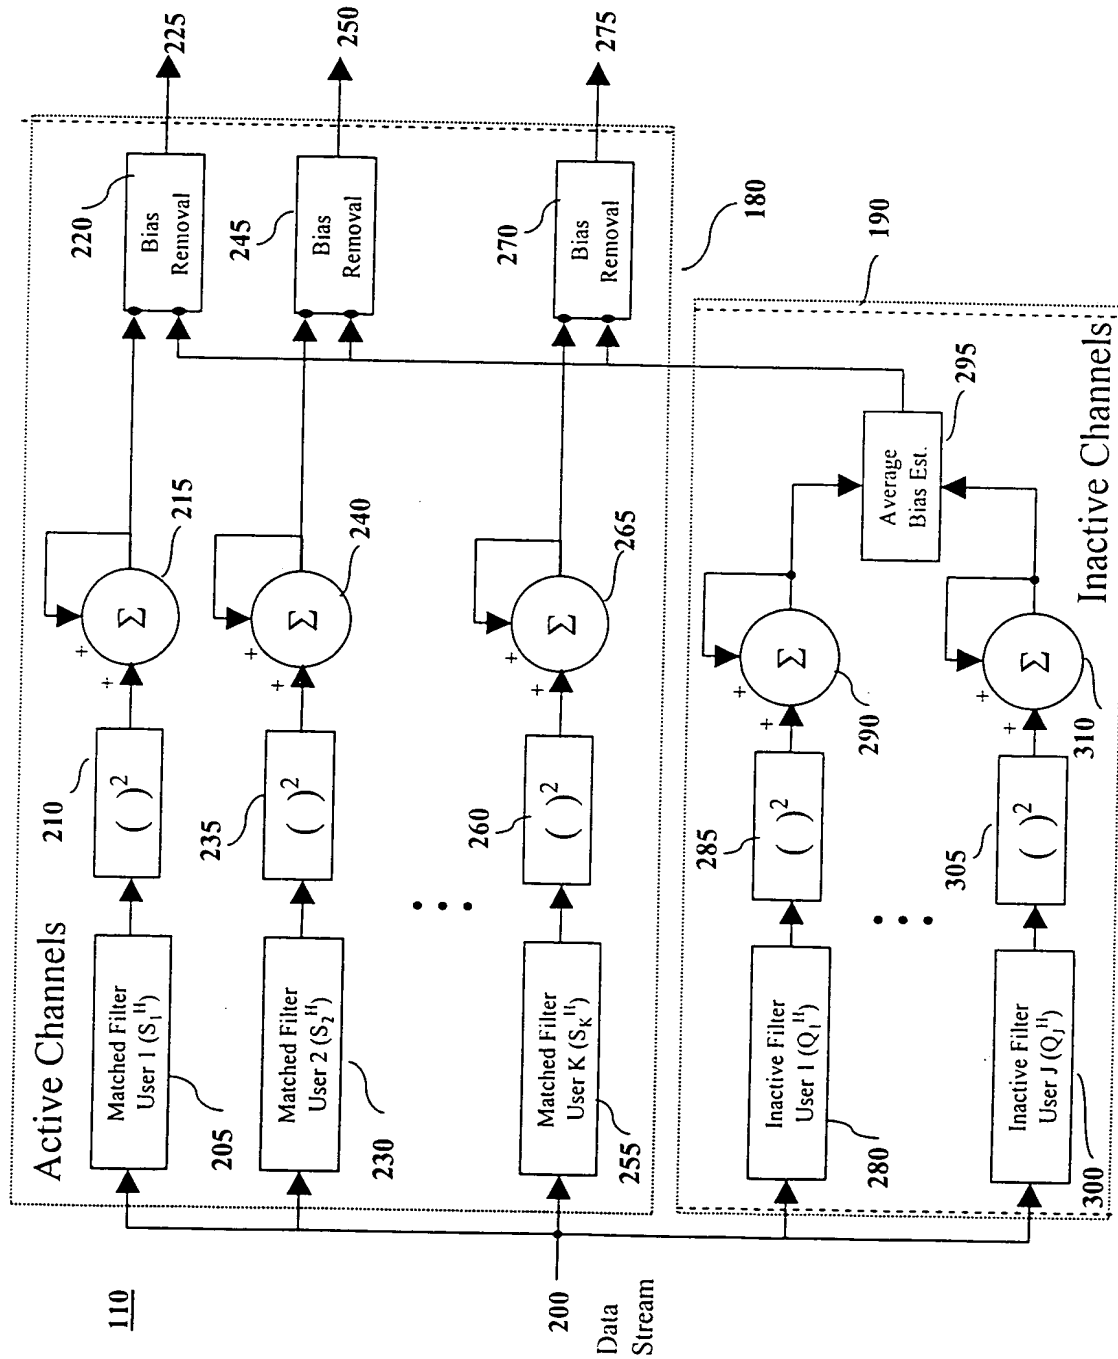 110
200
Data
Stream
Active Channels
Matched Filter
User 1 (S₁ᴴ)
205
210
( )²
+
+
Σ
215
220
Bias
Removal
225
Matched Filter
User 2 (S₂ᴴ)
230
235
( )²
+
+
Σ
240
245
Bias
Removal
250
• • •
Matched Filter
User K (S_Kᴴ)
255
260
( )²
+
+
Σ
265
270
Bias
Removal
275
180
190
Inactive Filter
User 1 (Q₁ᴴ)
280
285
( )²
+
+
Σ
290
Average
Bias Est.
295
• • •
Inactive Filter
User J (Q_Jᴴ)
300
305
( )²
+
+
Σ
310
Inactive Channels